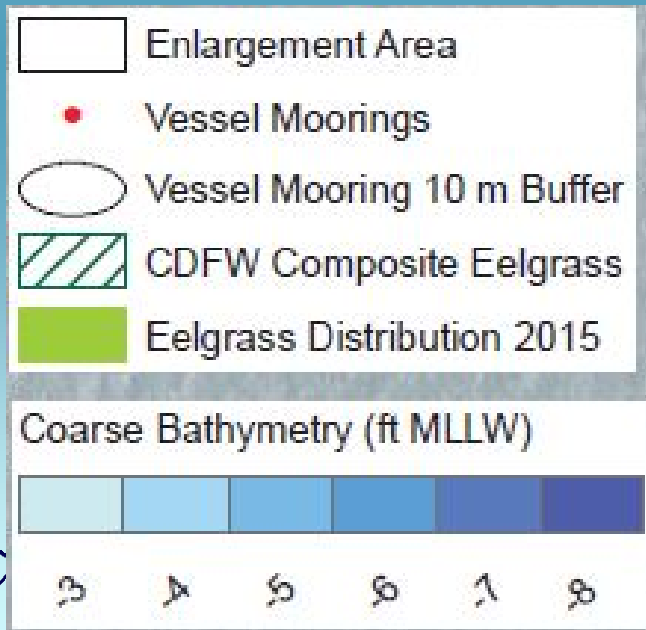 Enlargement Area
Vessel Moorings
Vessel Mooring 10 m Buffer
CDFW Composite Eelgrass
Eelgrass Distribution 2015
Coarse Bathymetry (ft MLLW)
-3 -4 -5 -6 -7 -8